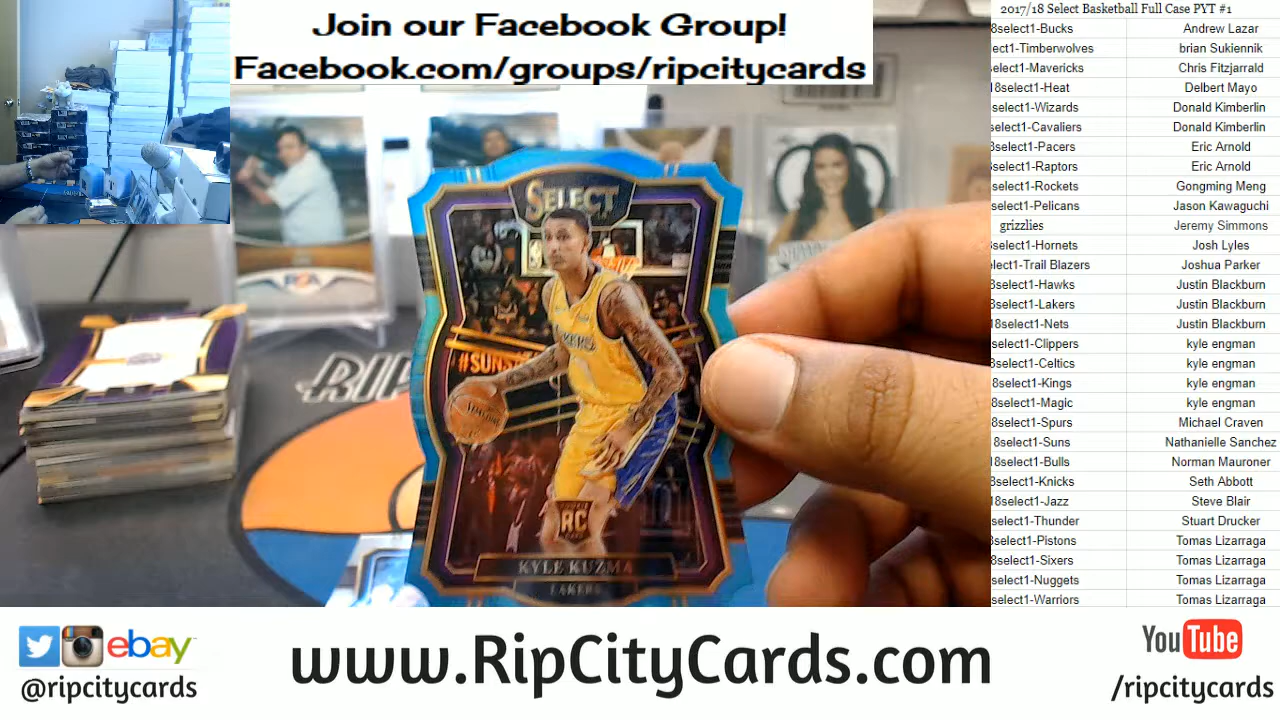 Join our Facebook Group!
Facebook.com/groups/ripcitycards
2017/18 Select Basketball Full Case PYT #1
8select1-Bucks Andrew Lazar
lect1-Timberwolves brian Sukiennik
elect1-Mavericks Chris Fitzjarrald
18select1-Heat Delbert Mayo
select1-Wizards Donald Kimberlin
select1-Cavaliers Donald Kimberlin
8select1-Pacers Eric Arnold
select1-Raptors Eric Arnold
select1-Rockets Gongming Meng
select1-Pelicans Jason Kawaguchi
grizzlies Jeremy Simmons
select1-Hornets Josh Lyles
lect1-Trail Blazers Joshua Parker
8select1-Hawks Justin Blackburn
8select1-Lakers Justin Blackburn
18select1-Nets Justin Blackburn
select1-Clippers kyle engman
8select1-Celtics kyle engman
8select1-Kings kyle engman
8select1-Magic kyle engman
8select1-Spurs Michael Craven
8select1-Suns Nathanielle Sanchez
18select1-Bulls Norman Mauroner
8select1-Knicks Seth Abbott
18select1-Jazz Steve Blair
select1-Thunder Stuart Drucker
select1-Pistons Tomas Lizarraga
8select1-Sixers Tomas Lizarraga
select1-Nuggets Tomas Lizarraga
select1-Warriors Tomas Lizarraga
SELECT
#SUNS
RC
KYLE KUZMA
LAKERS
RIP
ebay
@ripcitycards
www.RipCityCards.com
YouTube
/ripcitycards